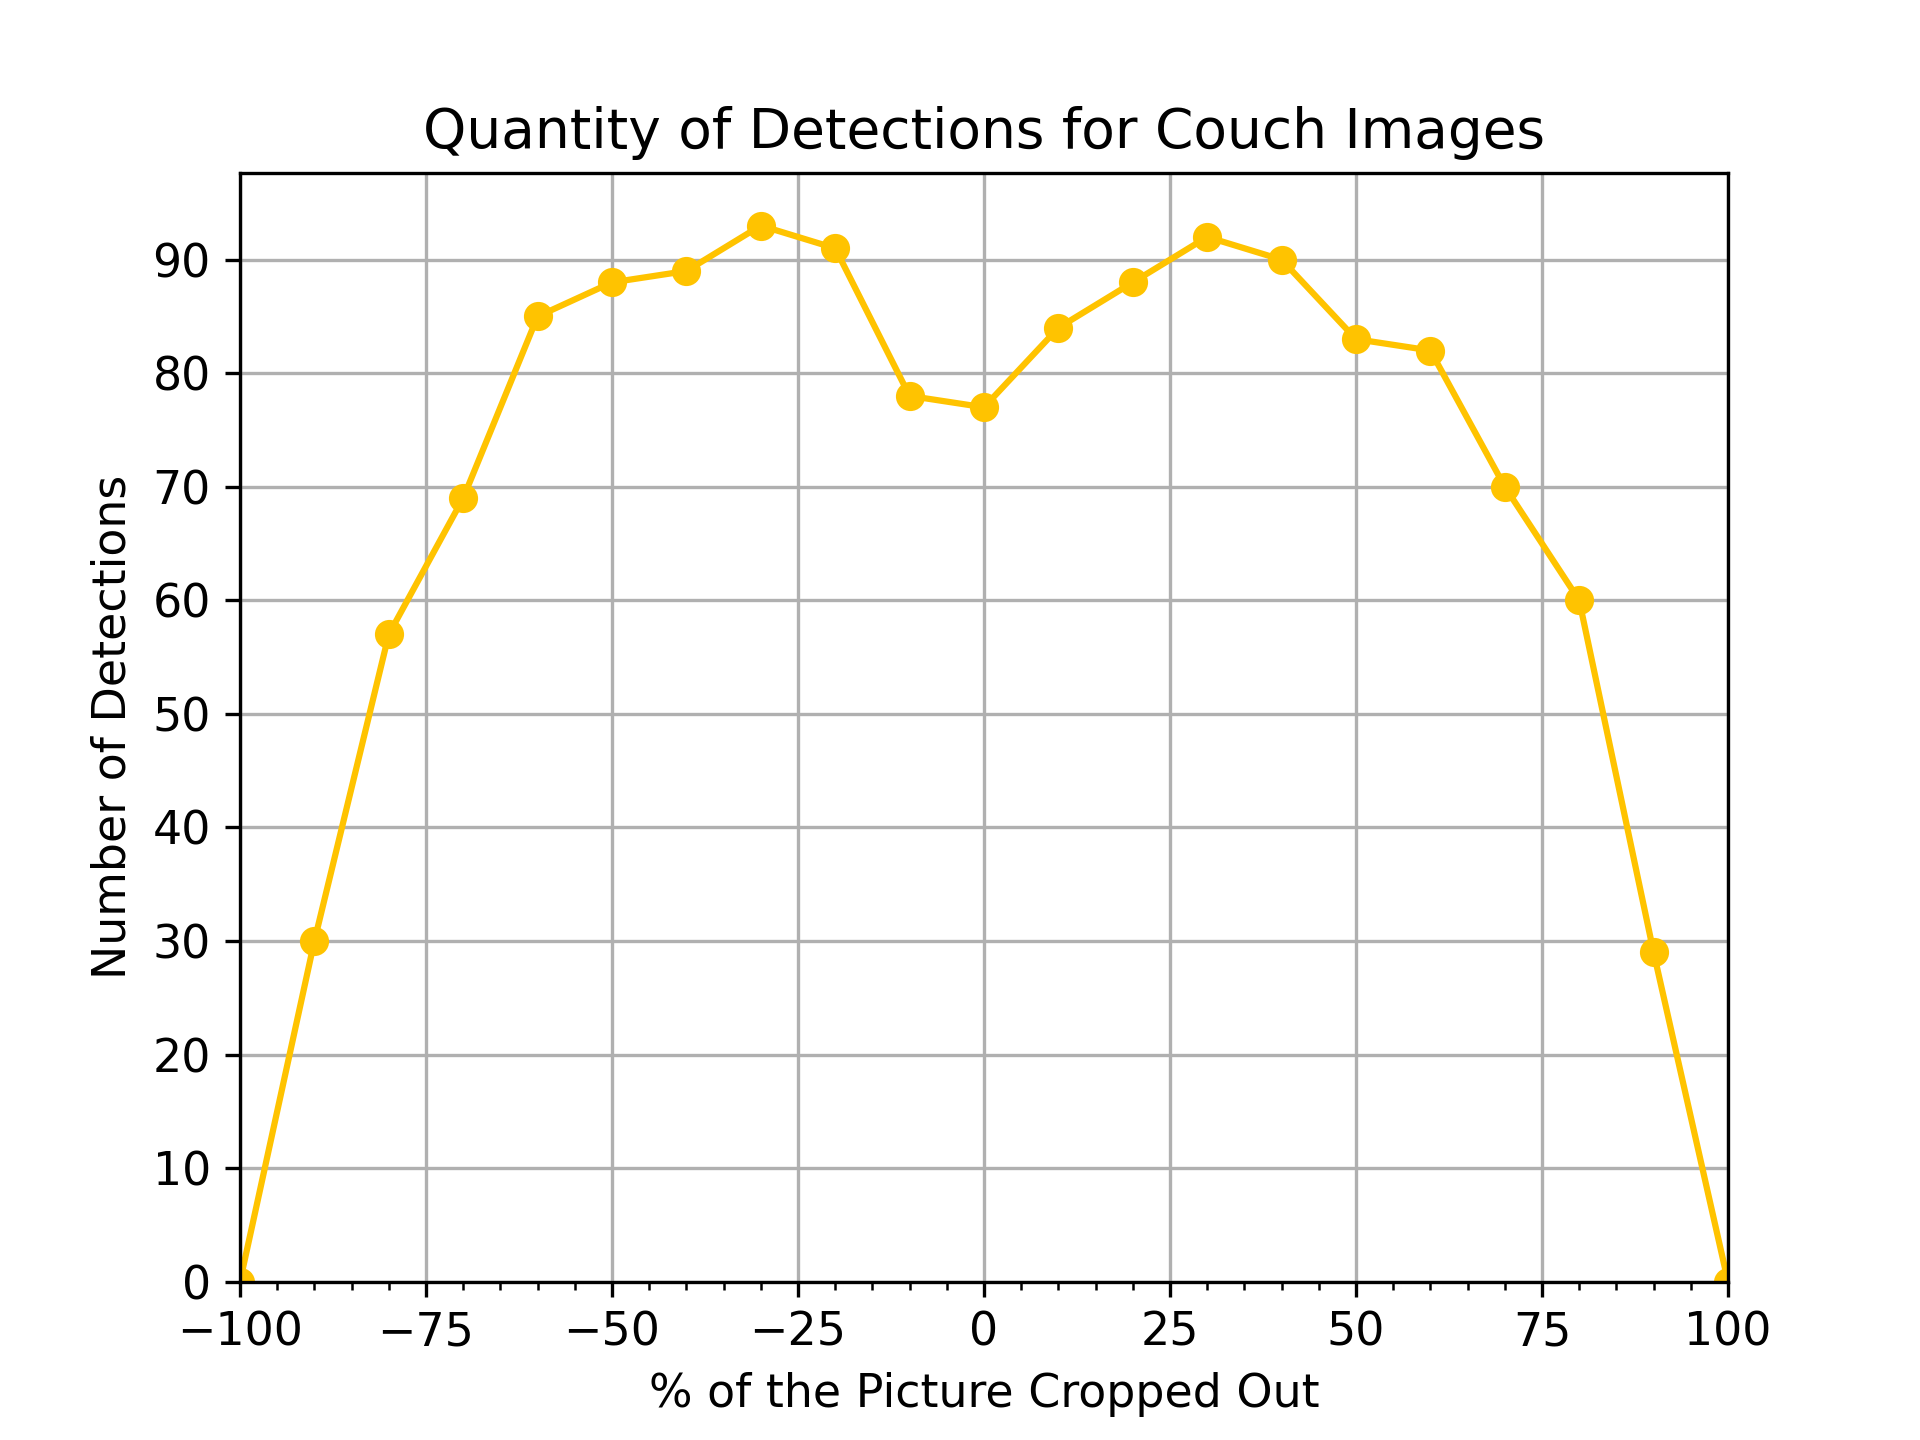 Quantity of Detections for Couch Images
Number of Detections
90
80
70
60
50
40
30
20
10
0
−100 −75 −50 −25 0 25 50 75 100
% of the Picture Cropped Out